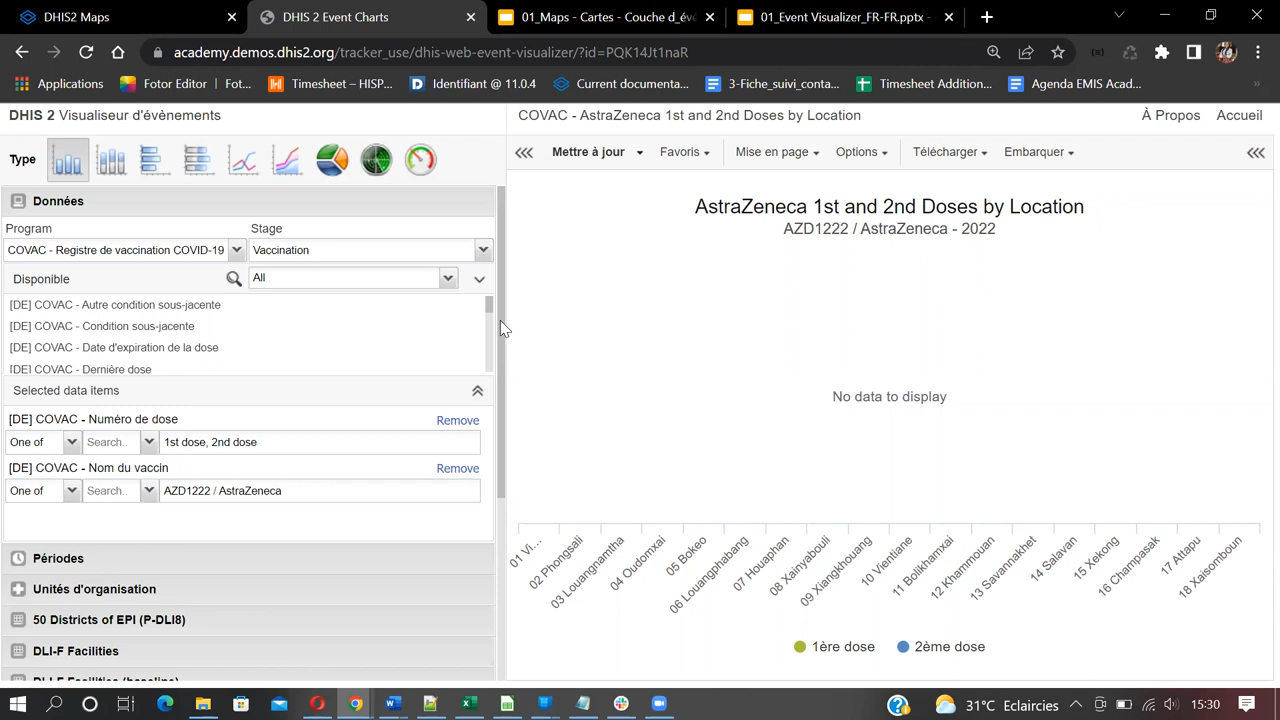 DHIS2 Maps
DHIS 2 Event Charts
01_Maps - Cartes - Couche d_évé
01_Event Visualizer_FR-FR.pptx -
academy.demos.dhis2.org/tracker_use/dhis-web-event-visualizer/?id=PQK14Jt1naR
Applications
Fotor Editor | Fot...
Timesheet – HISP...
Identifiant @ 11.0.4
Current documenta...
3-Fiche_suivi_conta...
Timesheet Addition...
Agenda EMIS Acad...
DHIS 2 Visualiseur d'évènements
COVAC - AstraZeneca 1st and 2nd Doses by Location
À Propos
Accueil
Type
Mettre à jour
Favoris
Mise en page
Options
Télécharger
Embarquer
Données
Program
Stage
COVAC - Registre de vaccination COVID-19
Vaccination
Disponible
All
[DE] COVAC - Autre condition sous-jacente
[DE] COVAC - Condition sous-jacente
[DE] COVAC - Date d'expiration de la dose
[DE] COVAC - Dernière dose
Selected data items
[DE] COVAC - Numéro de dose
Remove
One of
Search..
1st dose, 2nd dose
[DE] COVAC - Nom du vaccin
Remove
One of
Search..
AZD1222 / AstraZeneca
Périodes
Unités d'organisation
50 Districts of EPI (P-DLI8)
DLI-F Facilities
DLI-F Facilities (baseline)
AstraZeneca 1st and 2nd Doses by Location
AZD1222 / AstraZeneca - 2022
No data to display
01 Vi...
02 Phongsali
03 Louangnamtha
04 Oudomxai
05 Bokeo
06 Louangphabang
07 Houaphan
08 Xainyabouli
09 Xiangkhouang
10 Vientiane
11 Bolikhamxai
12 Khammouan
13 Savannakhet
14 Salavan
15 Xekong
16 Champasak
17 Attapu
18 Xaisomboun
1ère dose
2ème dose
31°C Eclaircies
15:30